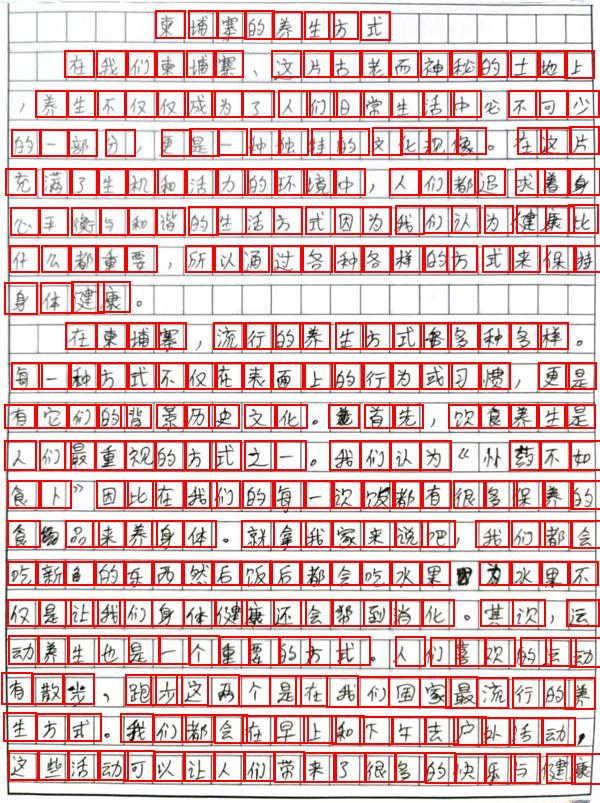 柬埔寨的养生方式
在我们柬埔寨、这片古老而神秘的土地上
，养生不仅仅成为了人们日常生活中必不可少
的一部分，更是一种独特的文化现像。在这片
充满了生机和活力的环境中，人们都追求着身
心平衡与和谐的生活方式因为我们认为健康比
什么都重要，所以通过各种各样的方式来保持
身体健康。
在柬埔寨，流行的养生方式多种多样。
每一种方式不仅在表面上的行为或习惯，更是
有它们的背景历史文化。首先，饮食养生是
人们最重视的方式之一。我们认为《补药不如
食卜》因比在我们的每一次饭都有很多保养的
食品来养身体。就拿我家来说吧，我们都会
吃新鱼的东西然后饭后都会吃水果因为水果不
仅是让我们身体健康还会帮到消化。其次，运
动养生也是一个重要的方式。人们喜欢的运动
有散步、跑步这两个是在我们国家最流行的养
生方式。我们都会在早上和下午去户外活动，
这些活动可以让人们带来了很多的快乐与健康